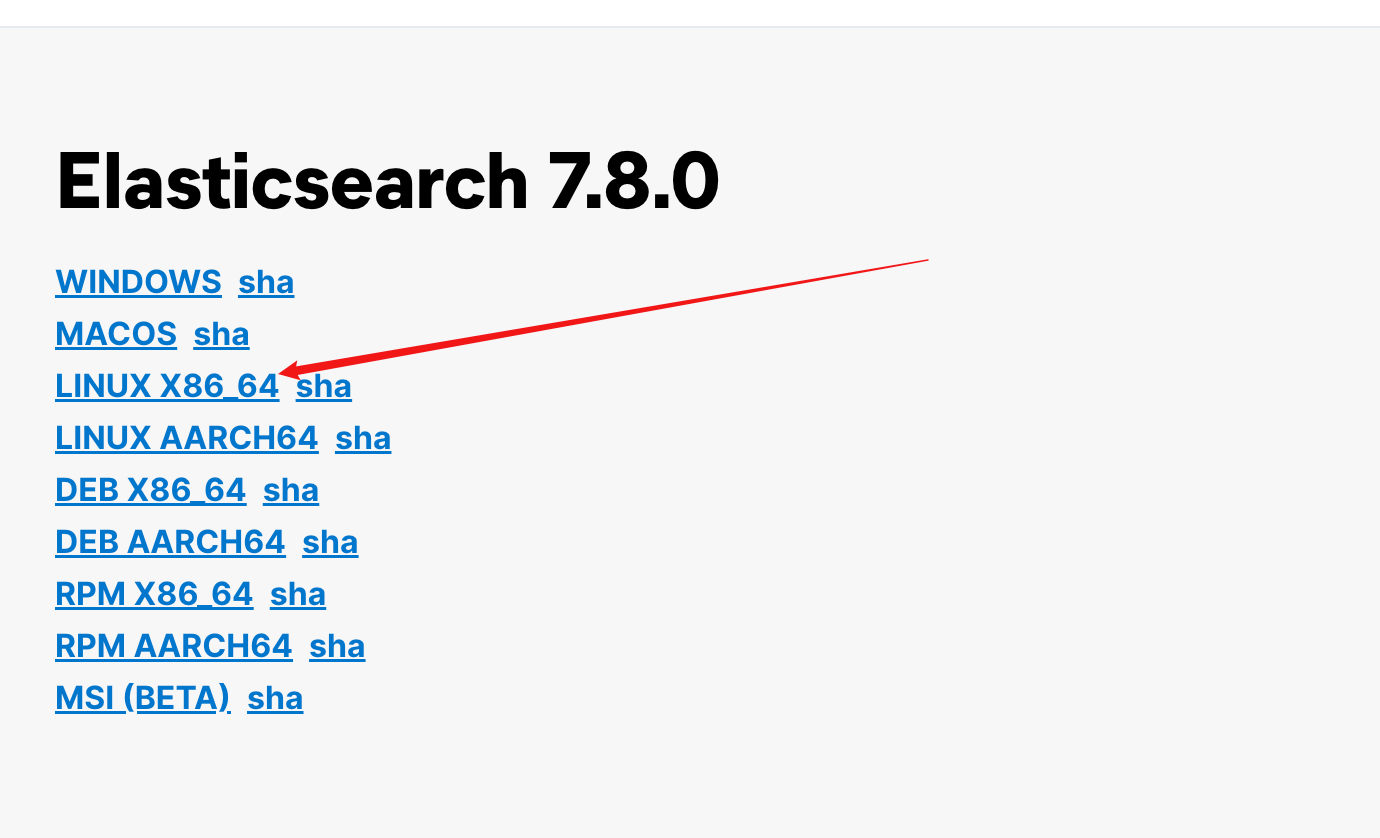 Elasticsearch 7.8.0
WINDOWS sha
MACOS sha
LINUX X86_64 sha
LINUX AARCH64 sha
DEB X86_64 sha
DEB AARCH64 sha
RPM X86_64 sha
RPM AARCH64 sha
MSI (BETA) sha